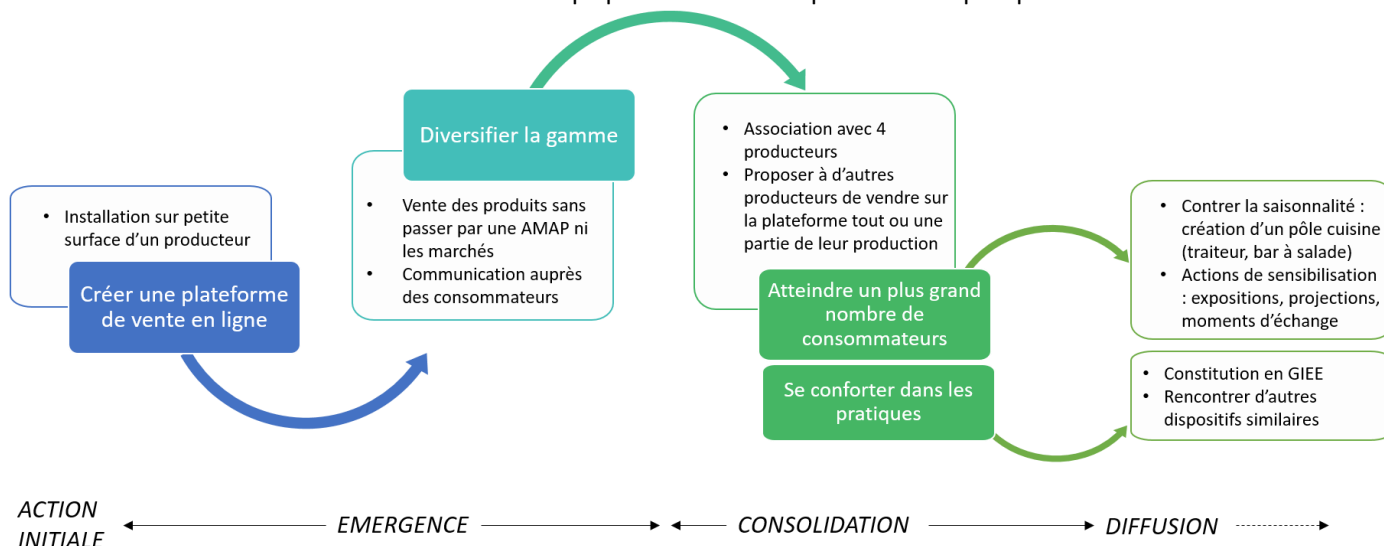 • Installation sur petite
surface d'un producteur
Créer une plateforme
de vente en ligne
Diversifier la gamme
• Vente des produits sans
passer par une AMAP ni
les marchés
• Communication auprès
des consommateurs
• Association avec 4
producteurs
• Proposer à d'autres
producteurs de vendre sur
la plateforme tout ou une
partie de leur production
Atteindre un plus grand
nombre de
consommateurs
Se conforter dans les
pratiques
• Contrer la saisonnalité :
création d'un pôle cuisine
(traiteur, bar à salade)
• Actions de sensibilisation
: expositions, projections,
moments d'échange
• Constitution en GIEE
• Rencontrer d'autres
dispositifs similaires
ACTION
INITIALE
EMERGENCE
CONSOLIDATION
DIFFUSION